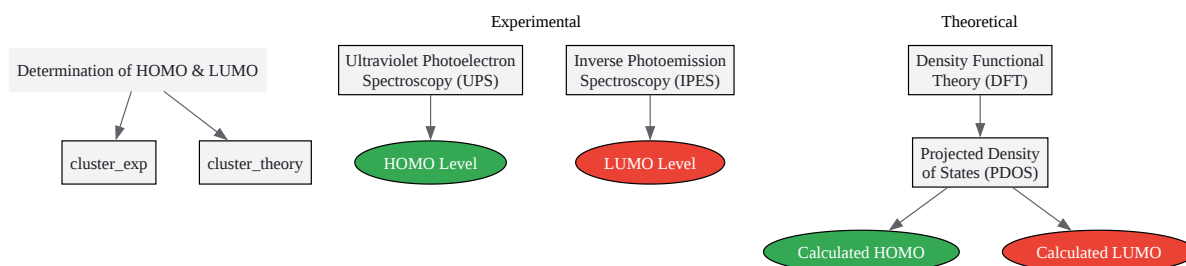 Experimental
Theoretical
Determination of HOMO & LUMO
Ultraviolet Photoelectron
Spectroscopy (UPS)
Inverse Photoemission
Spectroscopy (IPES)
Density Functional
Theory (DFT)
cluster_exp
cluster_theory
HOMO Level
LUMO Level
Projected Density
of States (PDOS)
Calculated HOMO
Calculated LUMO